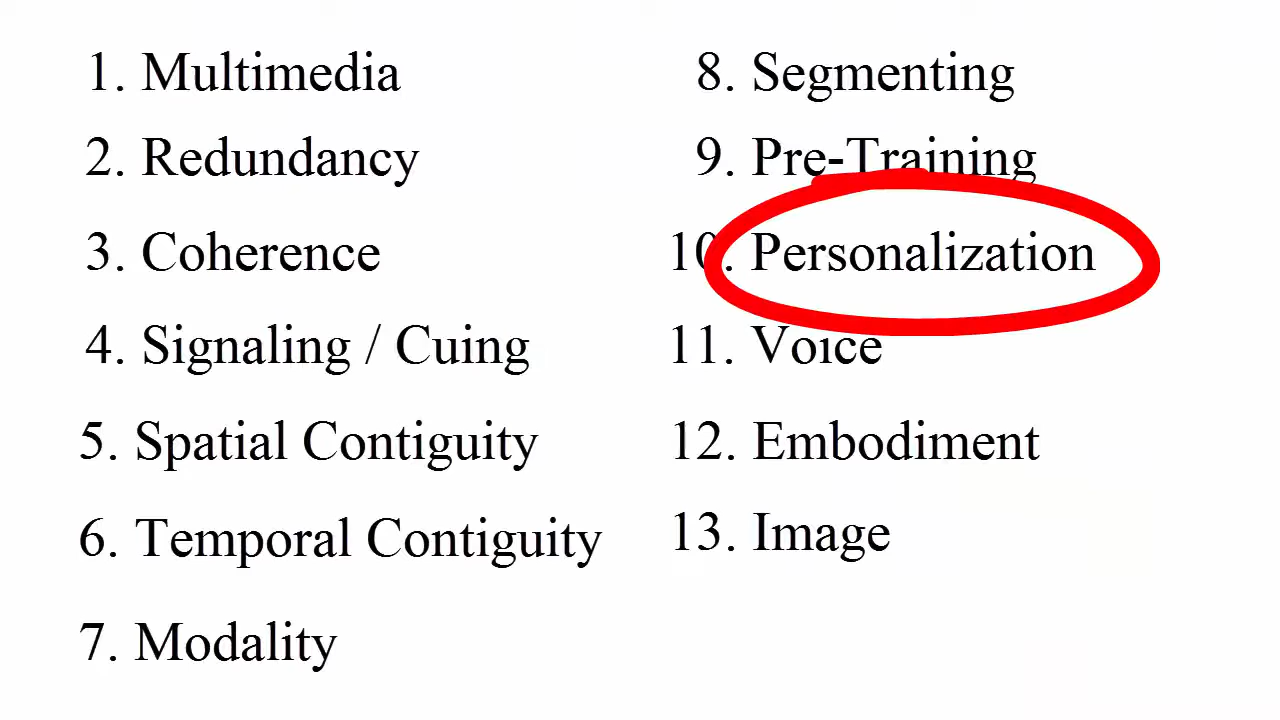 1. Multimedia
2. Redundancy
3. Coherence
4. Signaling / Cuing
5. Spatial Contiguity
6. Temporal Contiguity
7. Modality
8. Segmenting
9. Pre-Training
10. Personalization
11. Voice
12. Embodiment
13. Image